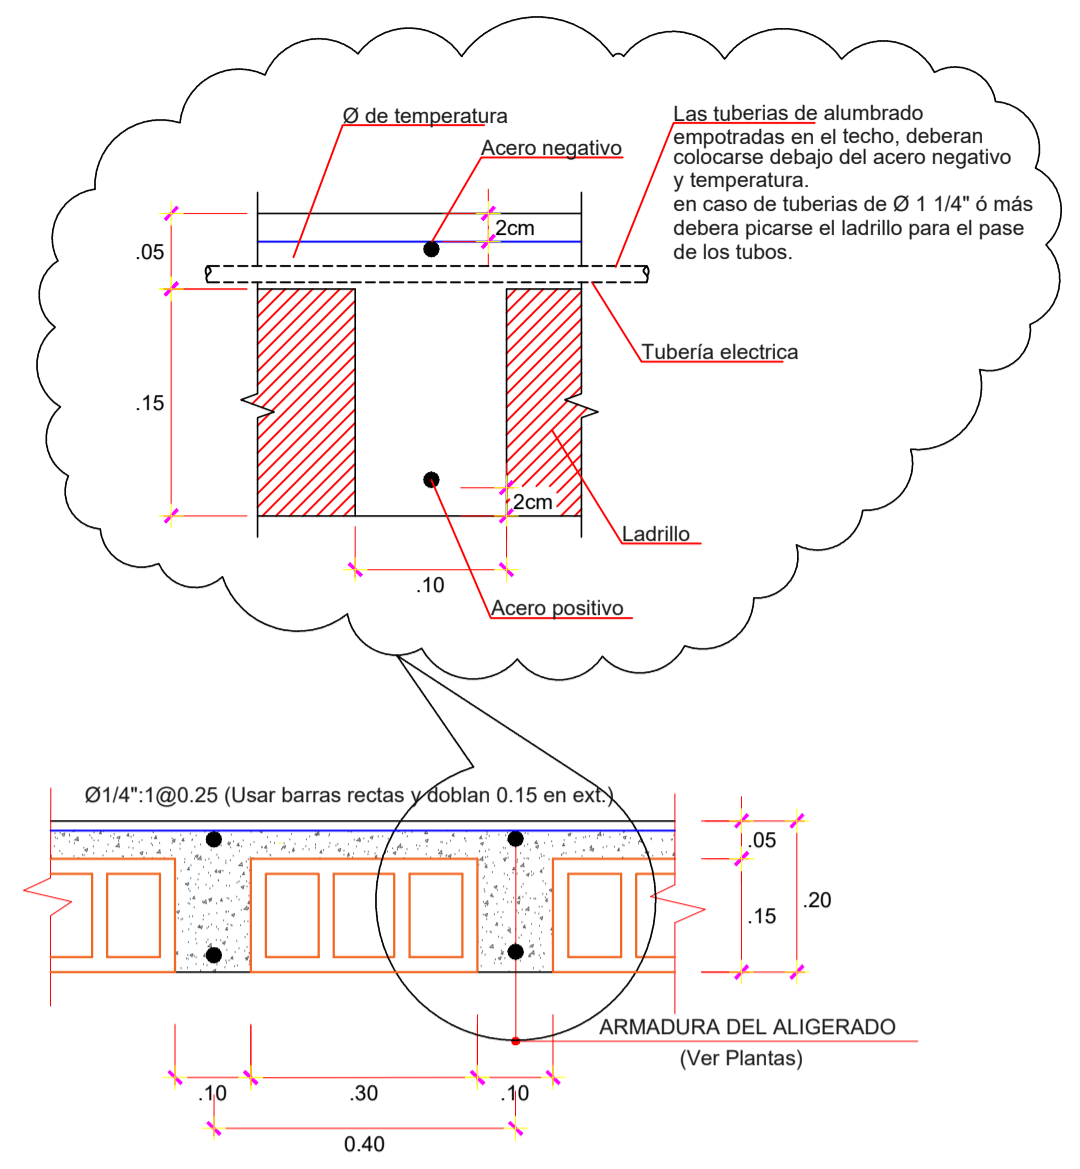 Ø de temperatura
Acero negativo
Las tuberias de alumbrado
empotradas en el techo, deberan
colocarse debajo del acero negativo
y temperatura.
en caso de tuberias de Ø 1 1/4" ó más
debera picarse el ladrillo para el pase
de los tubos.
2cm
.05
Tubería electrica
.15
2cm
Ladrillo
.10
Acero positivo
Ø1/4":1@0.25 (Usar barras rectas y doblan 0.15 en ext.)
.05
.20
.15
ARMADURA DEL ALIGERADO
(Ver Plantas)
.10
.30
.10
0.40